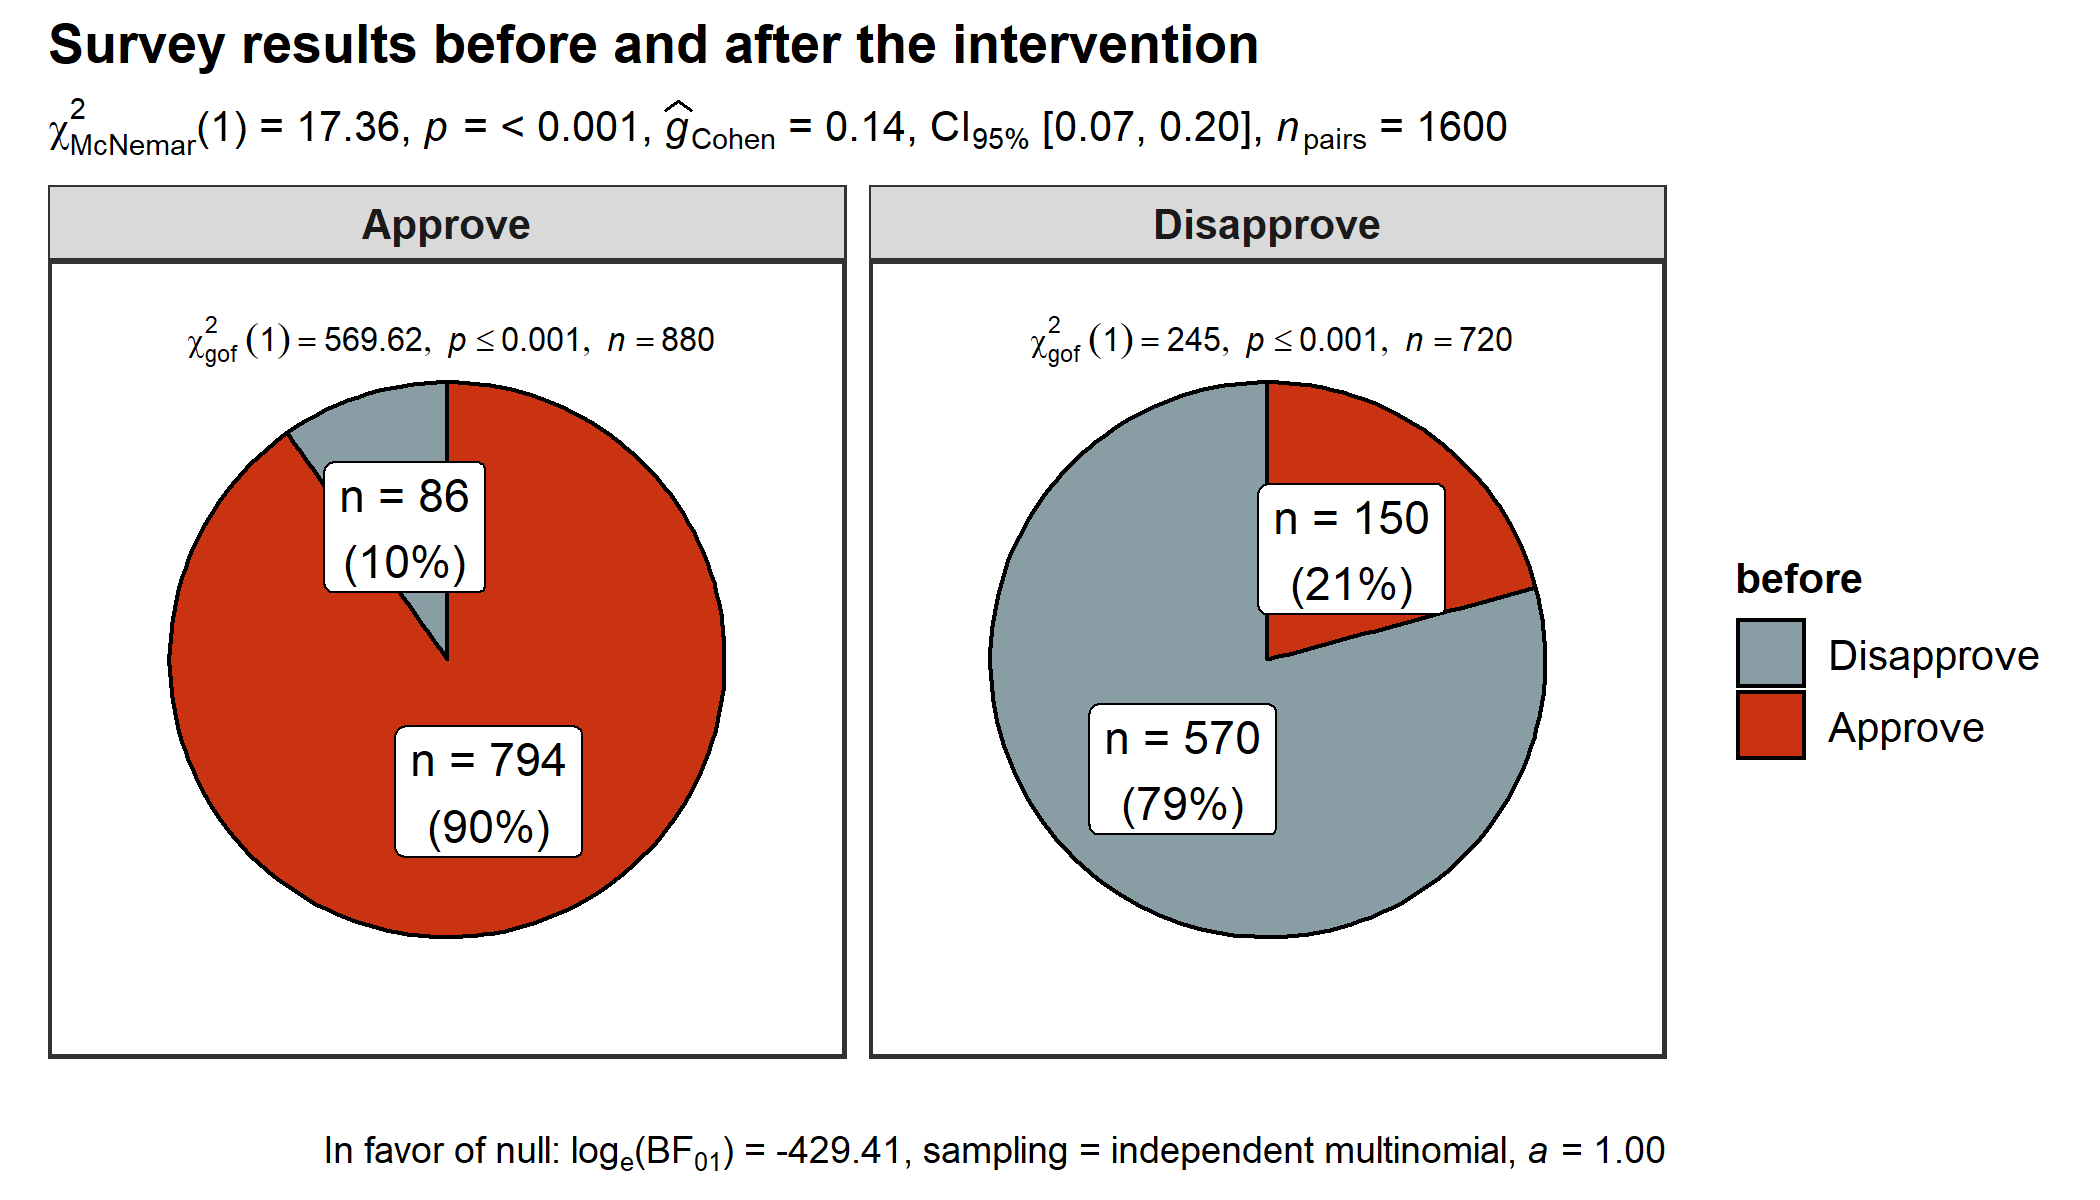 Survey results before and after the intervention
χ²McNemar(1) = 17.36, p = < 0.001, ĝCohen = 0.14, CI95% [0.07, 0.20], npairs = 1600
Approve
χ²gof (1) = 569.62, p ≤ 0.001, n = 880
n = 86
(10%)
n = 794
(90%)
Disapprove
χ²gof (1) = 245, p ≤ 0.001, n = 720
n = 150
(21%)
n = 570
(79%)
before
Disapprove
Approve
In favor of null: loge(BF01) = -429.41, sampling = independent multinomial, a = 1.00